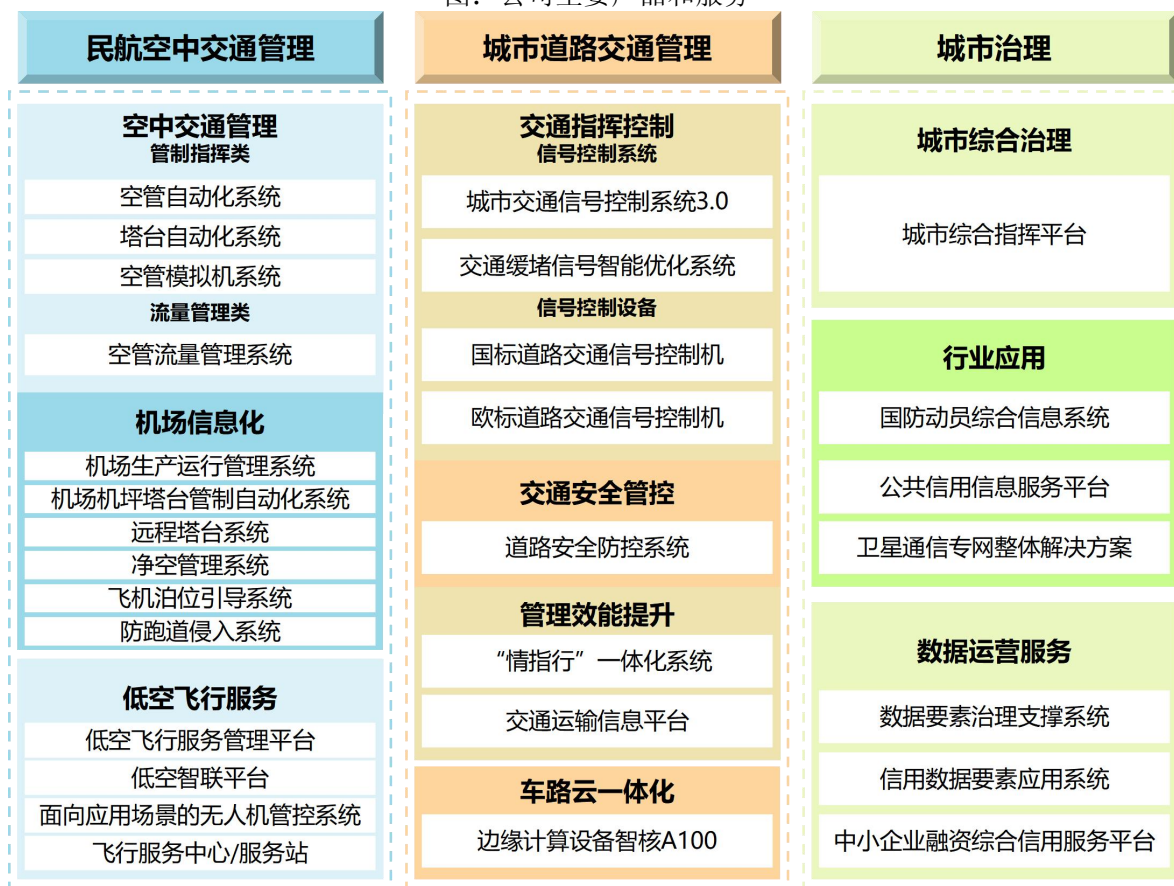 图：公司主要产品和服务
民航空中交通管理
空中交通管理
管制指挥类
空管自动化系统
塔台自动化系统
空管模拟机系统
流量管理类
空管流量管理系统
机场信息化
机场生产运行管理系统
机场机坪塔台管制自动化系统
远程塔台系统
净空管理系统
飞机泊位引导系统
防跑道侵入系统
低空飞行服务
低空飞行服务管理平台
低空智联平台
面向应用场景的无人机管控系统
飞行服务中心/服务站
城市道路交通管理
交通指挥控制
信号控制系统
城市交通信号控制系统3.0
交通缓堵信号智能优化系统
信号控制设备
国标道路交通信号控制机
欧标道路交通信号控制机
交通安全管控
道路安全防控系统
管理效能提升
“情指行”一体化系统
交通运输信息平台
车路云一体化
边缘计算设备智核A100
城市治理
城市综合治理
城市综合指挥平台
行业应用
国防动员综合信息系统
公共信用信息服务平台
卫星通信专网整体解决方案
数据运营服务
数据要素治理支撑系统
信用数据要素应用系统
中小企业融资综合信用服务平台